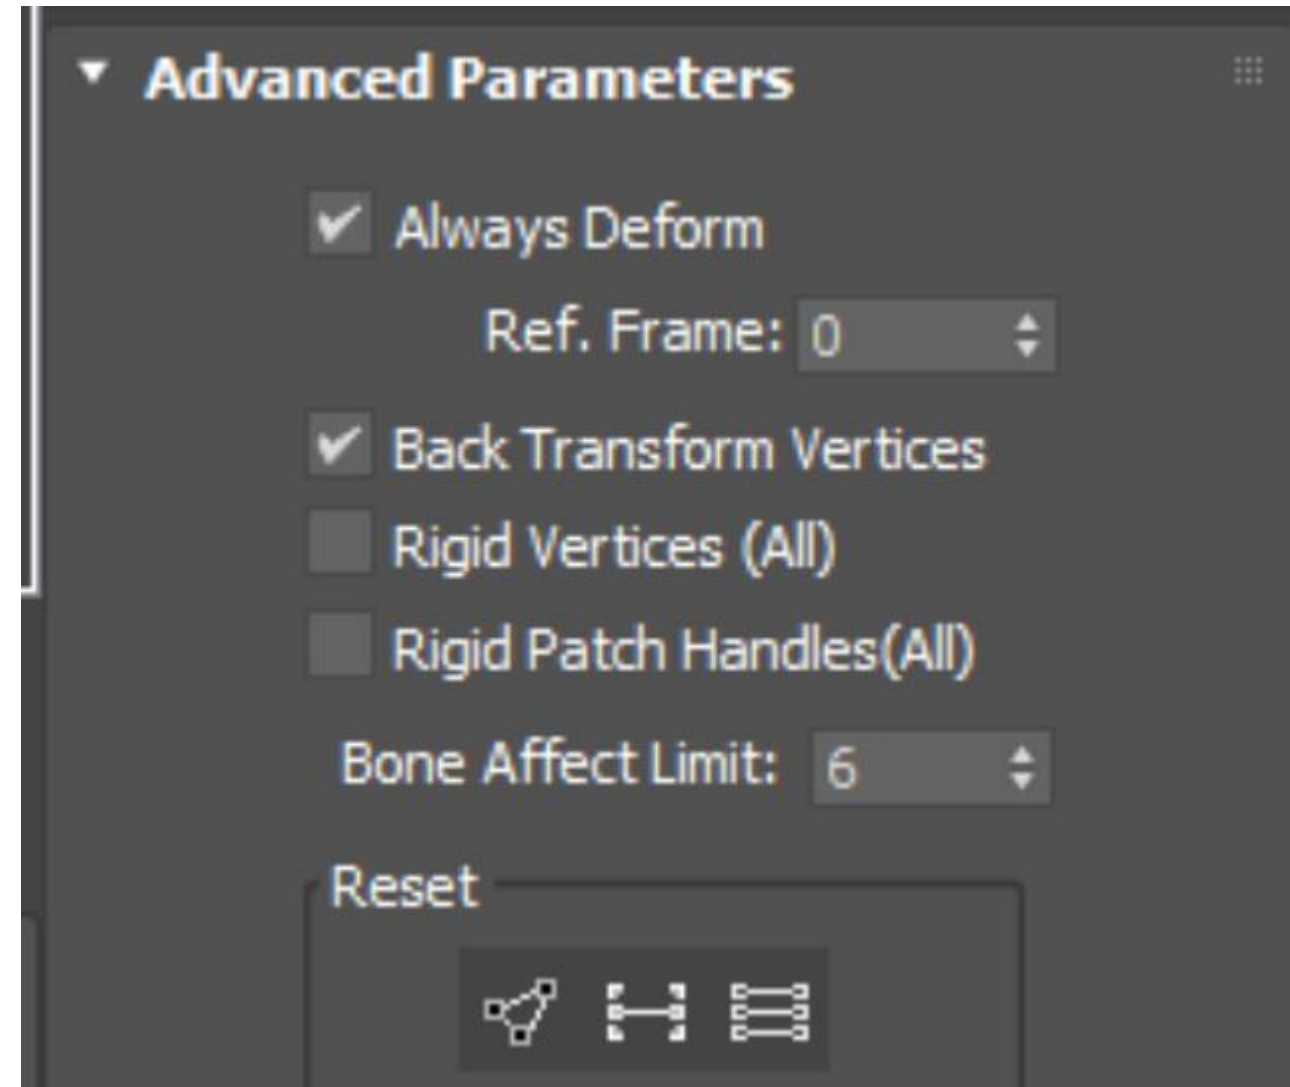 Advanced Parameters
Always Deform
Ref. Frame: 0
Back Transform Vertices
Rigid Vertices (All)
Rigid Patch Handles(All)
Bone Affect Limit: 6
Reset